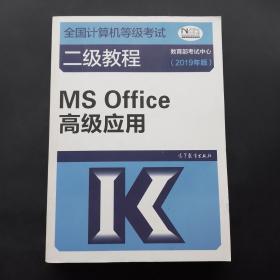 全国计算机等级考试
二级教程
教育部考试中心
(2019年版)
MS Office
高级应用
K
高等教育出版社